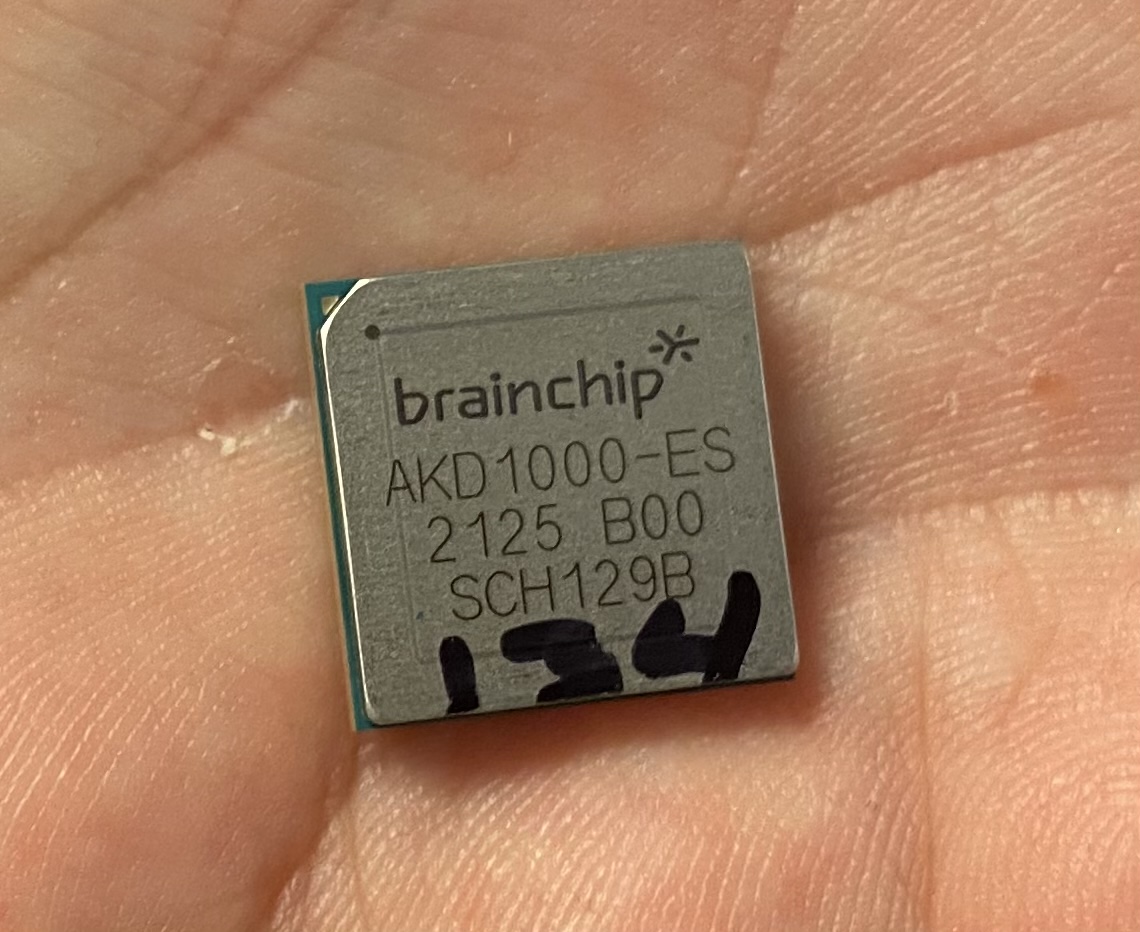 brainchip
AKD1000-ES
2125 B00
SCH129B
134